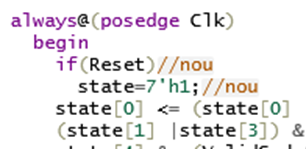 always@(posedge Clk)
begin
if(Reset)//nou
state=7'h1;//nou
state[0] <= (state[0]
(state[1] |state[3]) &